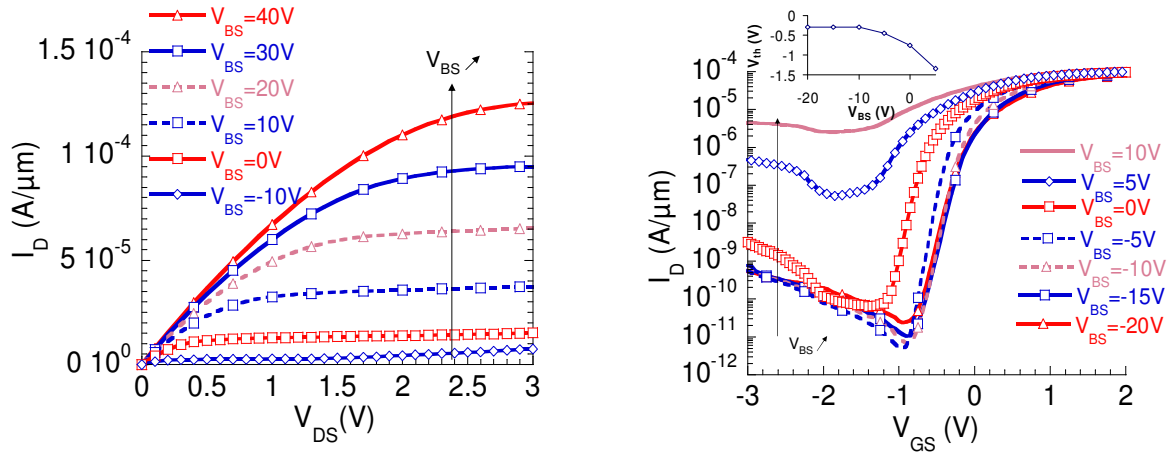 V_BS=40V
V_BS=30V
V_BS=20V
V_BS=10V
V_BS=0V
V_BS=-10V
V_BS
1.5 10^-4
1 10^-4
5 10^-5
0 10^0
I_D (A/µm)
0 0.5 1 1.5 2 2.5 3
V_DS(V)
0
-0.5
-1
-1.5
V_th (V)
-20 -10 0
V_BS (V)
10^-4
10^-5
10^-6
10^-7
10^-8
10^-9
10^-10
10^-11
10^-12
I_D (A/µm)
V_BS=10V
V_BS=5V
V_BS=0V
V_BS=-5V
V_BS=-10V
V_BS=-15V
V_BS=-20V
V_BS
-3 -2 -1 0 1 2
V_GS (V)